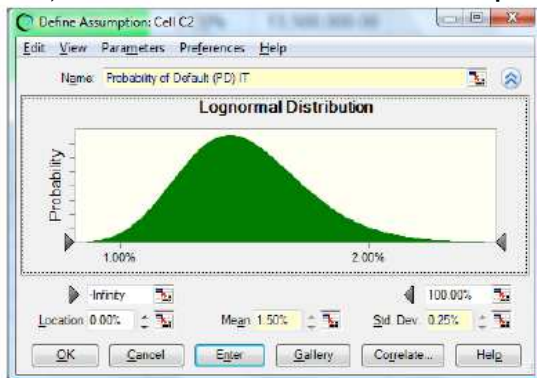 Define Assumption: Cell C2
Edit View Parameters Preferences Help
Name: Probability of Default (PD) IT
Lognormal Distribution
Probability
1.00% 2.00%
-Infinity 100.00%
Location 0.00% Mean 1.50% Std. Dev. 0.25%
OK Cancel Enter Gallery Correlate... Help